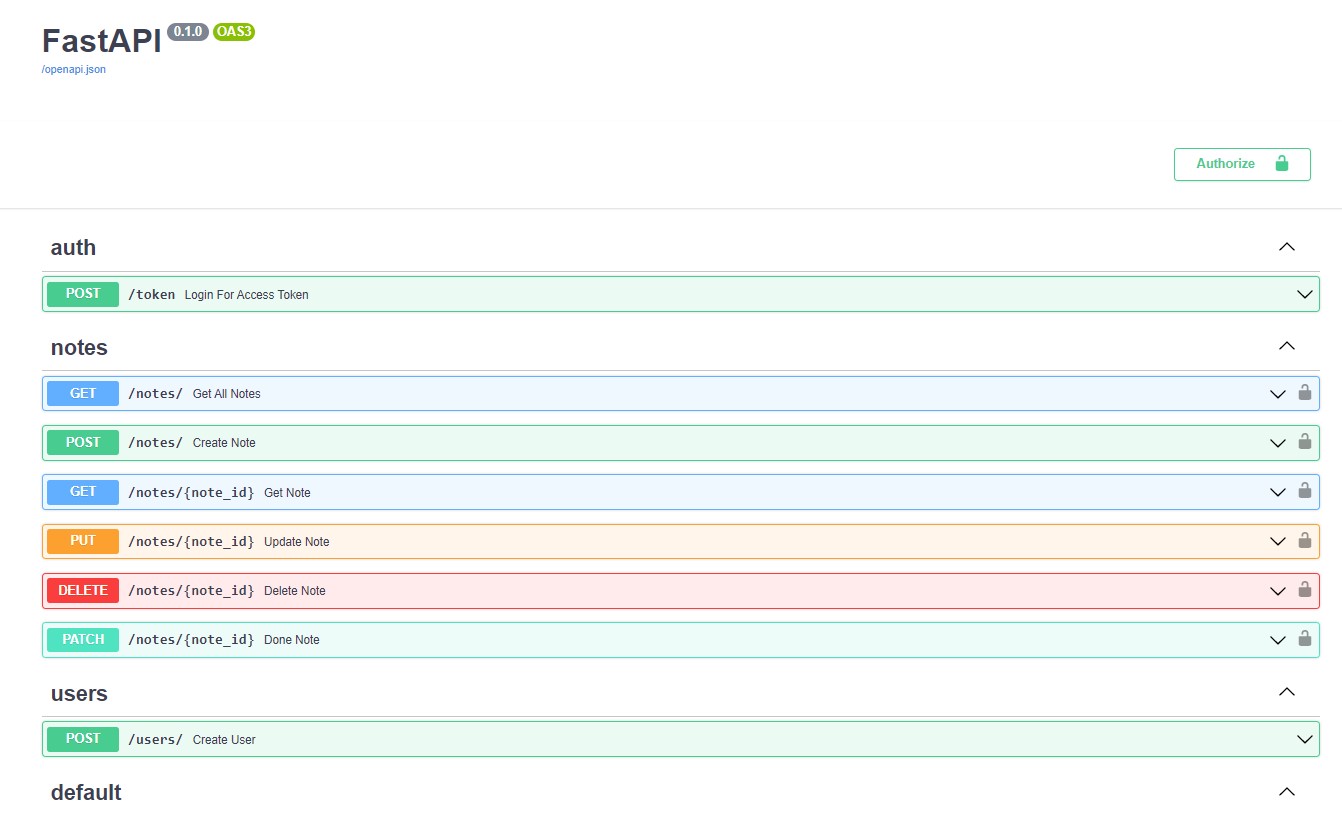 FastAPI 0.1.0 OAS3
/openapi.json
Authorize
auth
POST /token Login For Access Token
notes
GET /notes/ Get All Notes
POST /notes/ Create Note
GET /notes/{note_id} Get Note
PUT /notes/{note_id} Update Note
DELETE /notes/{note_id} Delete Note
PATCH /notes/{note_id} Done Note
users
POST /users/ Create User
default